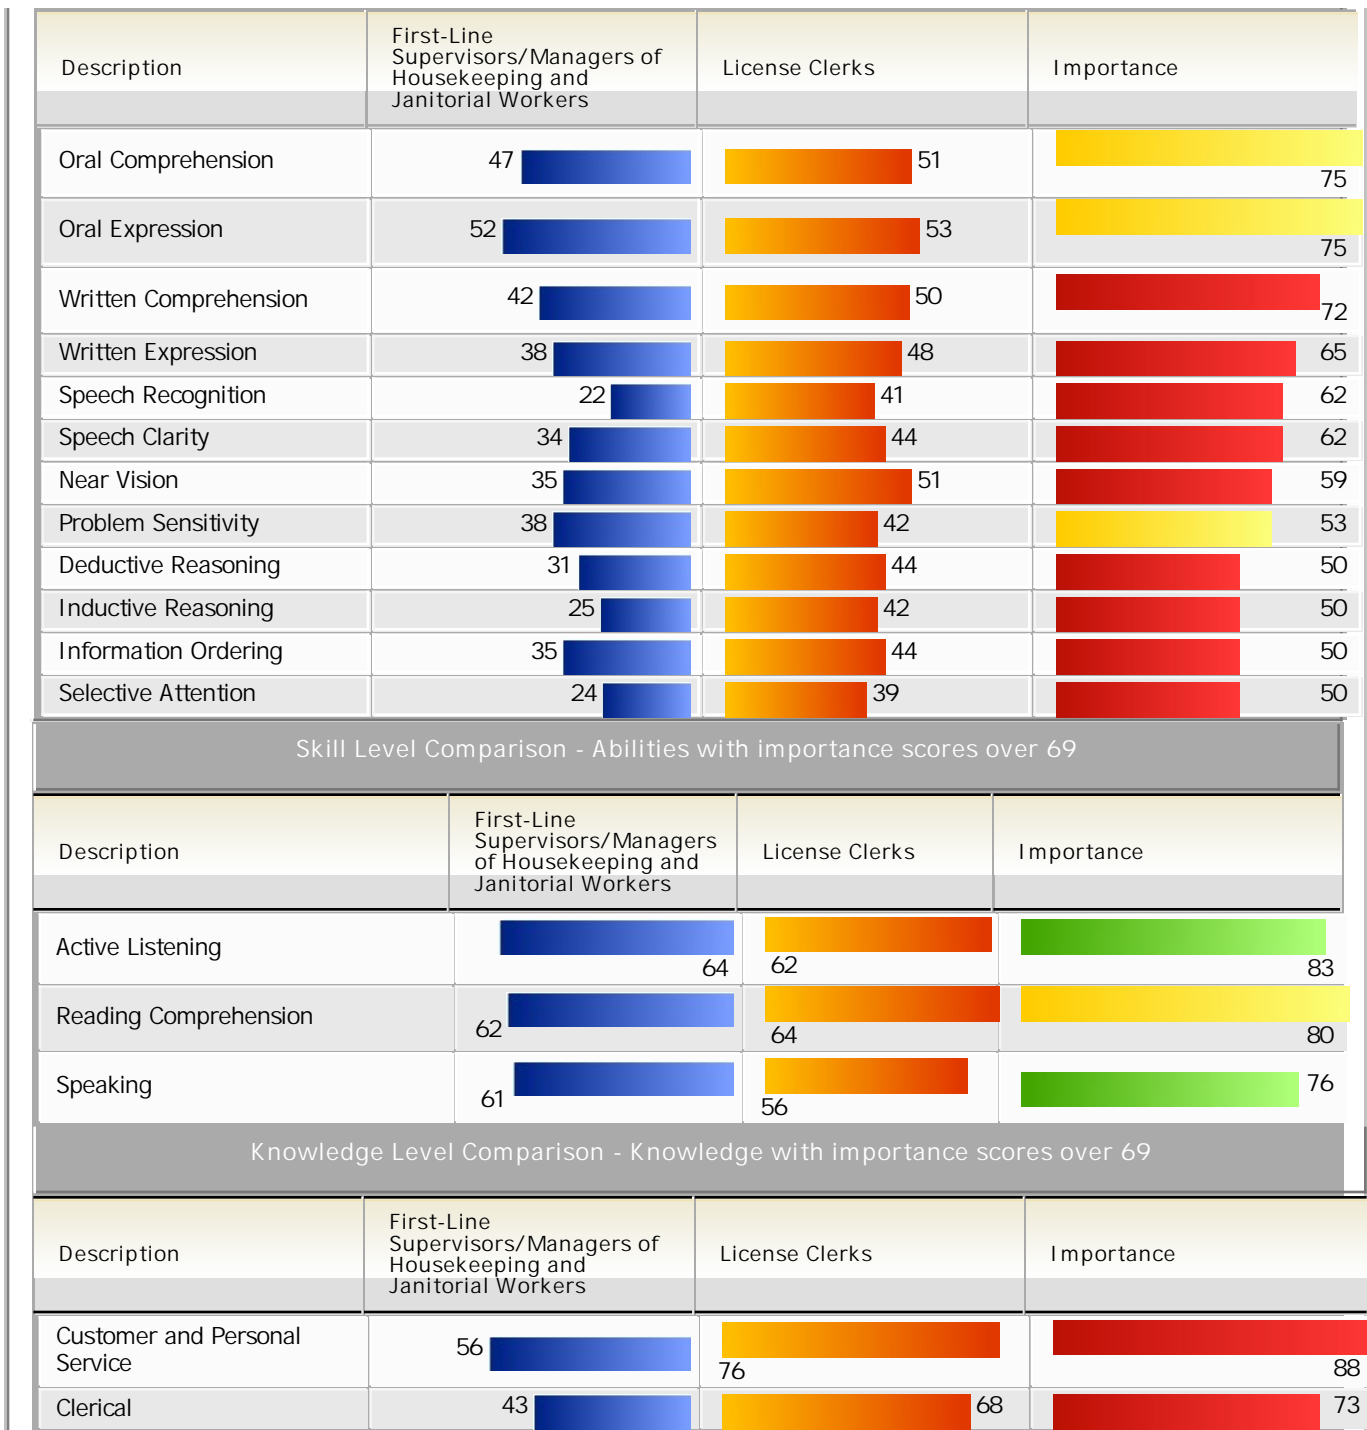 Description
First-Line
Supervisors/Managers of
Housekeeping and
Janitorial Workers
License Clerks
Importance
Oral Comprehension 47 51 75
Oral Expression 52 53 75
Written Comprehension 42 50 72
Written Expression 38 48 65
Speech Recognition 22 41 62
Speech Clarity 34 44 62
Near Vision 35 51 59
Problem Sensitivity 38 42 53
Deductive Reasoning 31 44 50
Inductive Reasoning 25 42 50
Information Ordering 35 44 50
Selective Attention 24 39 50
Skill Level Comparison - Abilities with importance scores over 69
Description
First-Line
Supervisors/Managers
of Housekeeping and
Janitorial Workers
License Clerks
Importance
Active Listening 64 62 83
Reading Comprehension 62 64 80
Speaking 61 56 76
Knowledge Level Comparison - Knowledge with importance scores over 69
Description
First-Line
Supervisors/Managers of
Housekeeping and
Janitorial Workers
License Clerks
Importance
Customer and Personal
Service 56 76 88
Clerical 43 68 73